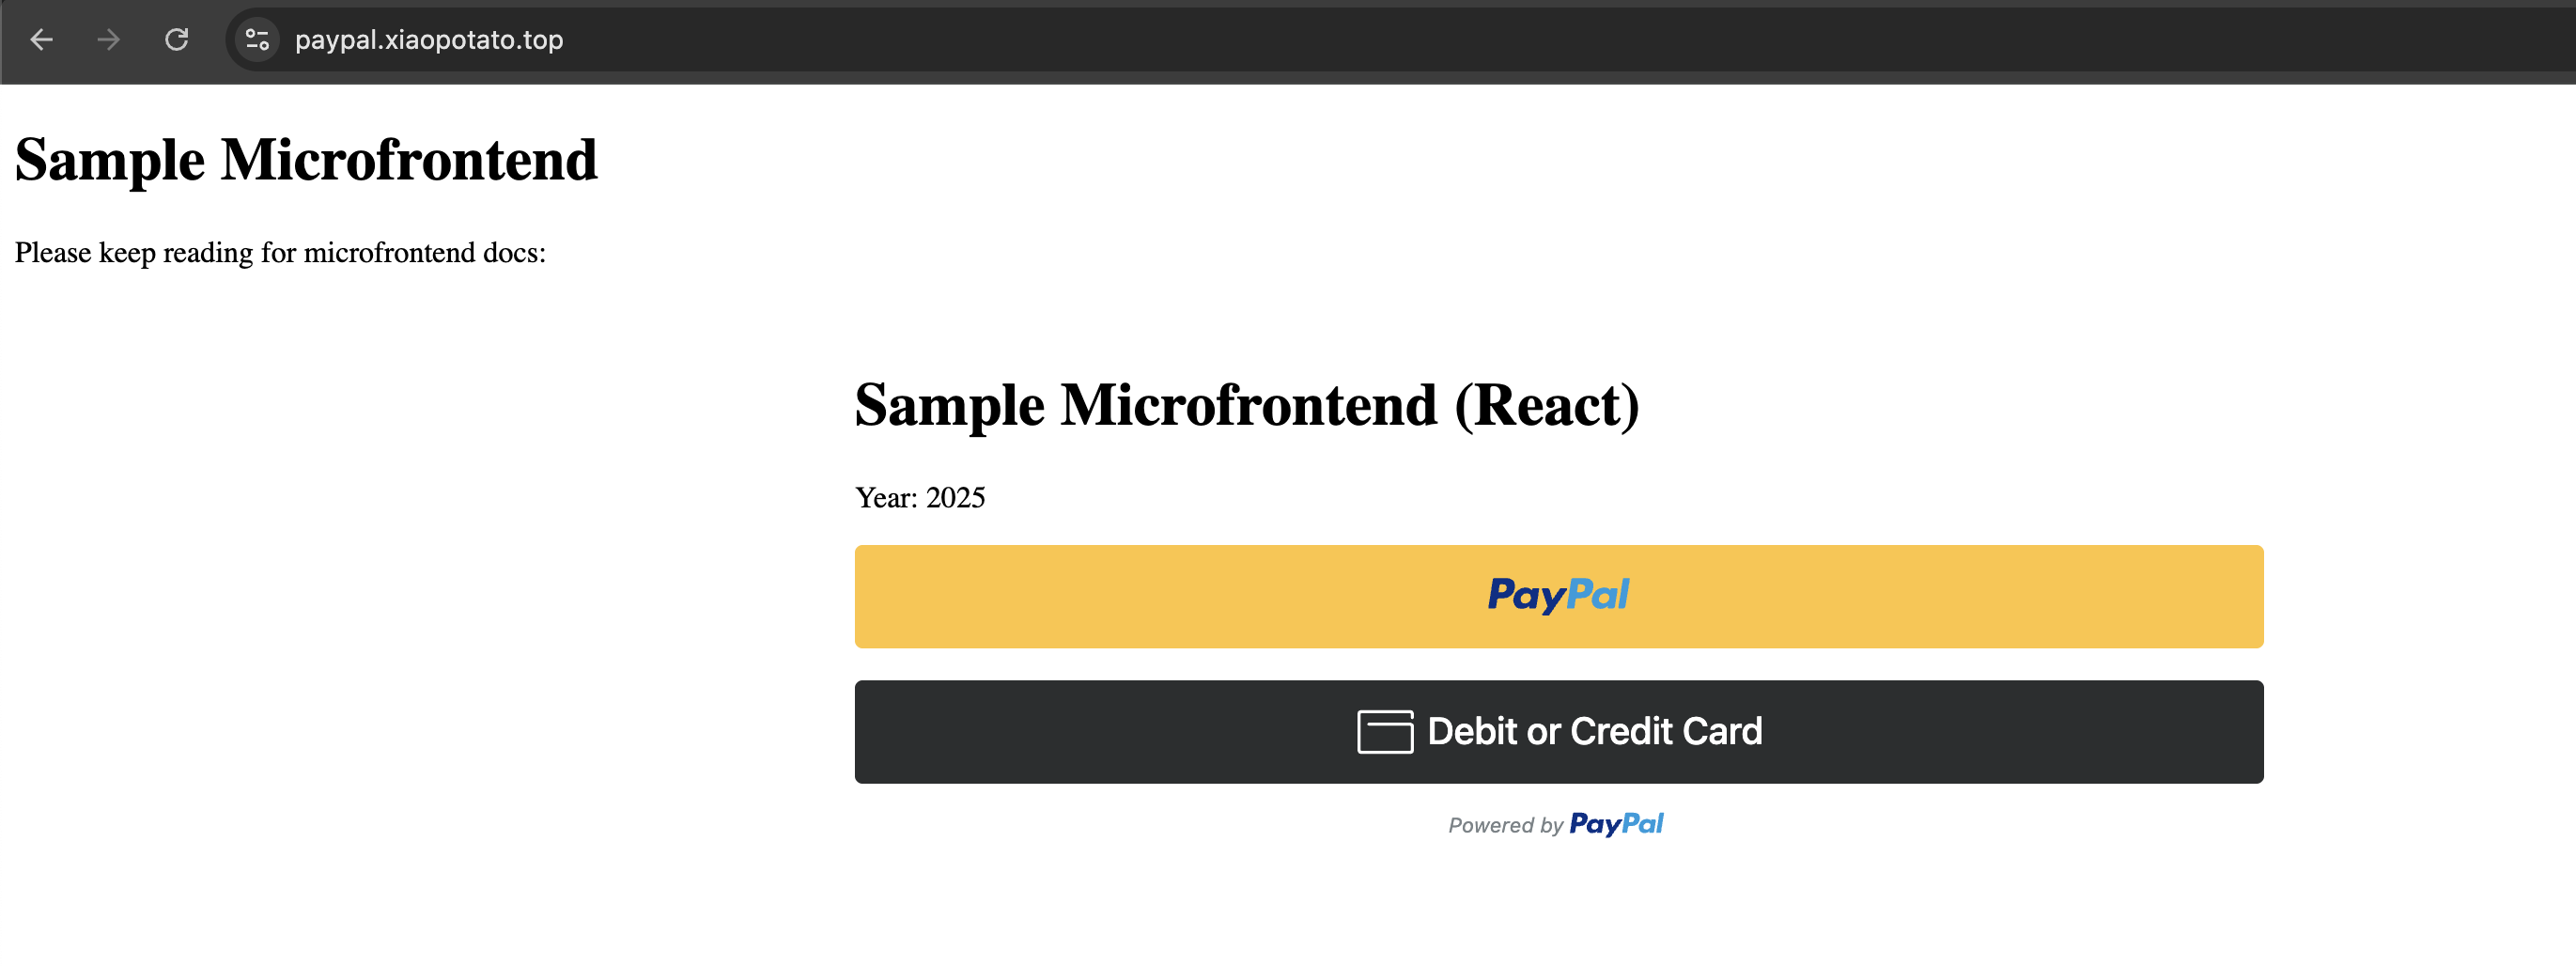 paypal.xiaopotato.top
Sample Microfrontend
Please keep reading for microfrontend docs:
Sample Microfrontend (React)
Year: 2025
PayPal
Debit or Credit Card
Powered by PayPal